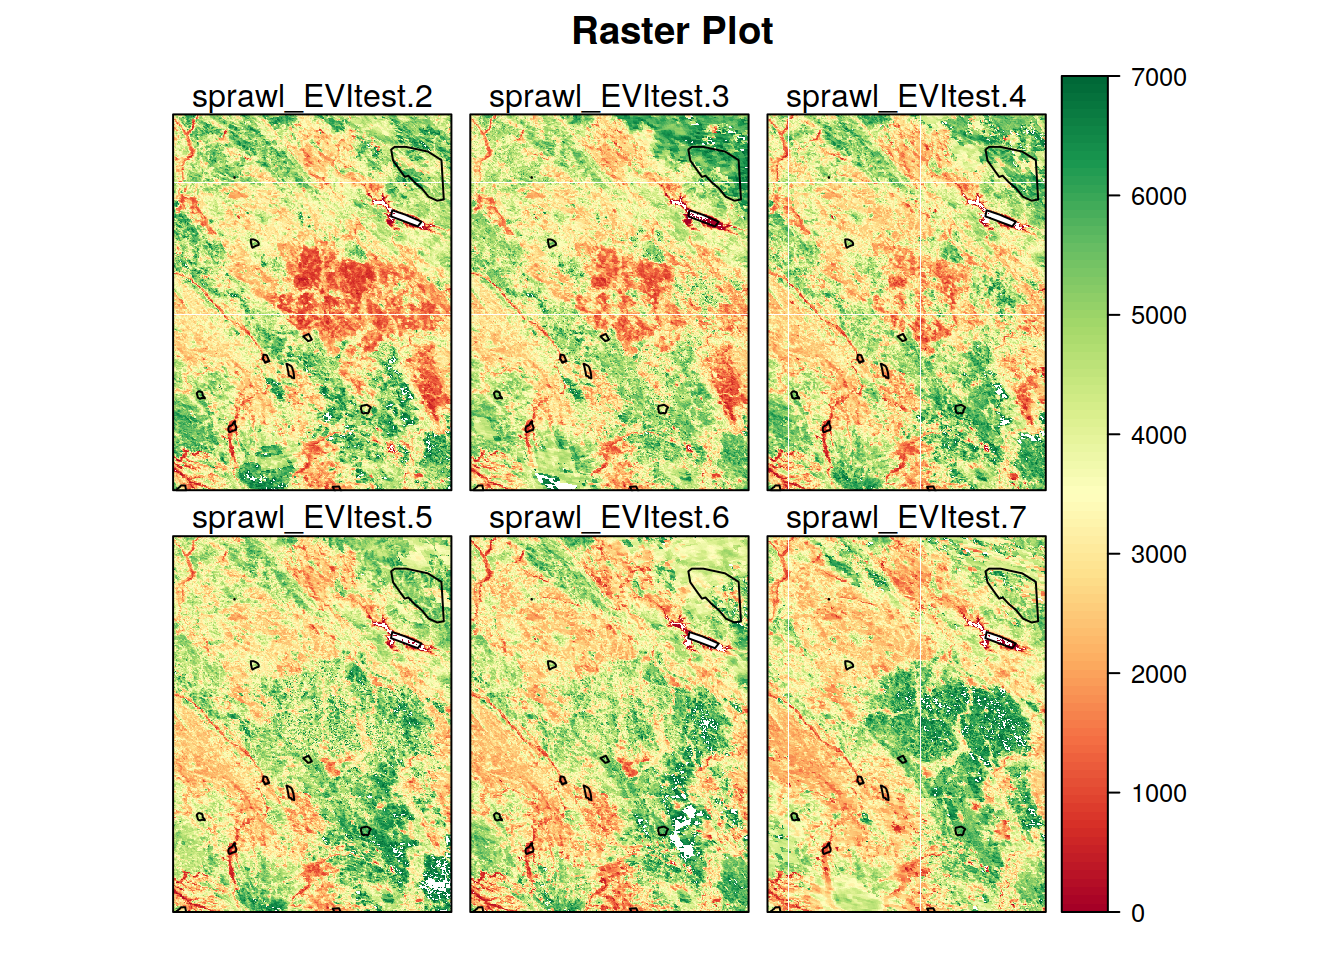 Raster Plot
sprawl_EVItest.2
sprawl_EVItest.3
sprawl_EVItest.4
sprawl_EVItest.5
sprawl_EVItest.6
sprawl_EVItest.7
7000
6000
5000
4000
3000
2000
1000
0